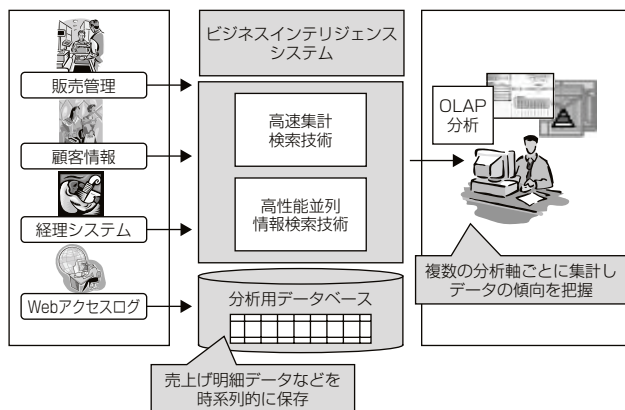 販売管理
顧客情報
経理システム
Webアクセスログ
ビジネスインテリジェンス
システム
高速集計
検索技術
高性能並列
情報検索技術
分析用データベース
売上げ明細データなどを
時系列的に保存
OLAP
分析
複数の分析軸ごとに集計し
データの傾向を把握